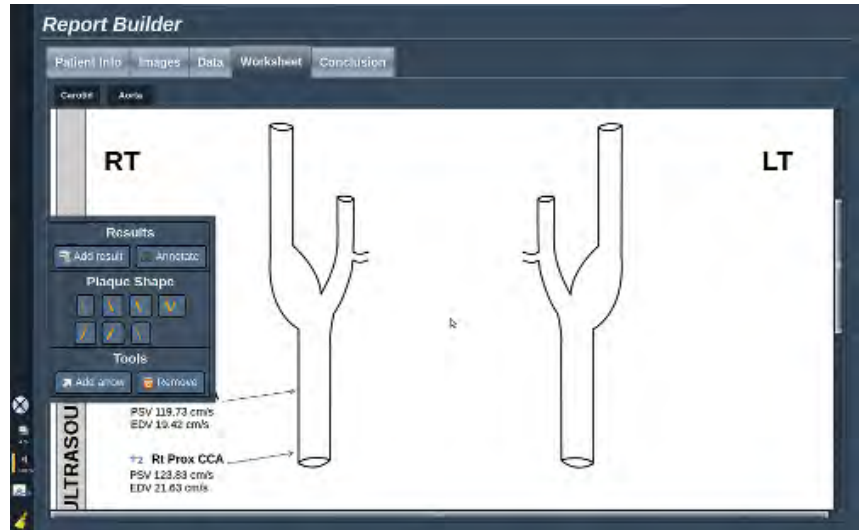 Report Builder
Patient Info Images Data Worksheet Conclusion
Carotid Aorta
RT
LT
Results
Add result Annotate
Plaque Shape
Tools
Add arrow Remove
PSV 119.73 cm/s
EDV 19.42 cm/s
Rt Prox CCA
PSV 123.83 cm/s
EDV 21.63 cm/s
ULTRASOU